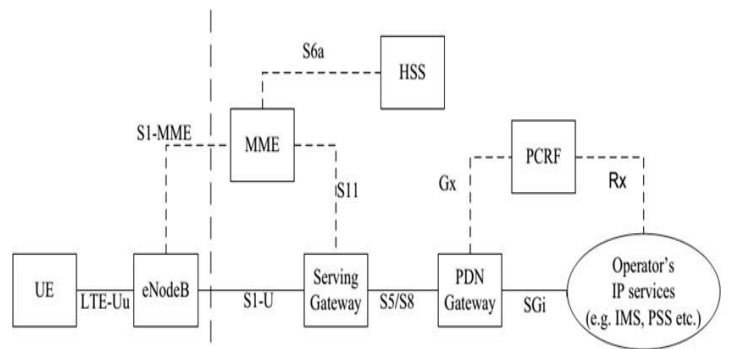 S6a
HSS
S1-MME
MME
PCRF
S11
Gx
Rx
UE
LTE-Uu
eNodeB
S1-U
Serving
Gateway
S5/S8
PDN
Gateway
SGi
Operator's
IP services
(e.g. IMS, PSS etc.)